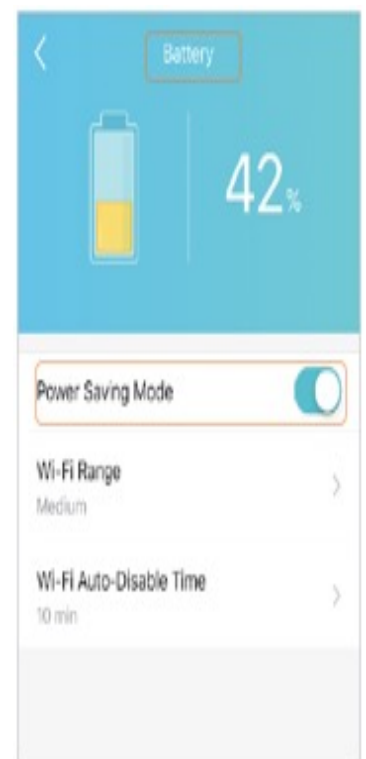 Battery
42%
Power Saving Mode
Wi-Fi Range
Medium
Wi-Fi Auto-Disable Time
10 min